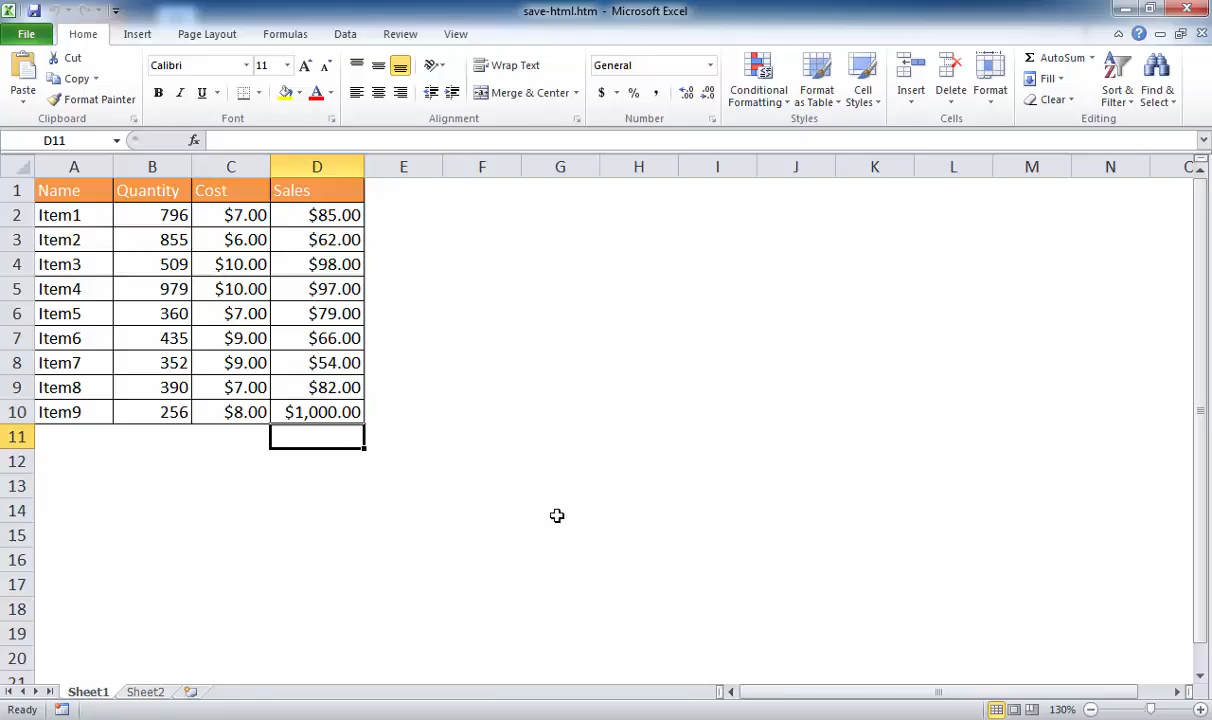 save-html.htm - Microsoft Excel
File Home Insert Page Layout Formulas Data Review View
Paste
Cut
Copy
Format Painter
Clipboard
Calibri 11
B I U
Font
Wrap Text
Merge & Center
Alignment
General
$ % ,
Number
Conditional Formatting
Format as Table
Cell Styles
Styles
Insert
Delete
Format
Cells
Σ AutoSum
Fill
Clear
Sort & Filter
Find & Select
Editing
D11 fx
A B C D E F G H I J K L M N
1 Name Quantity Cost Sales
2 Item1 796 $7.00 $85.00
3 Item2 855 $6.00 $62.00
4 Item3 509 $10.00 $98.00
5 Item4 979 $10.00 $97.00
6 Item5 360 $7.00 $79.00
7 Item6 435 $9.00 $66.00
8 Item7 352 $9.00 $54.00
9 Item8 390 $7.00 $82.00
10 Item9 256 $8.00 $1,000.00
11
12
13
14
15
16
17
18
19
20
21
Sheet1 Sheet2
Ready 130%